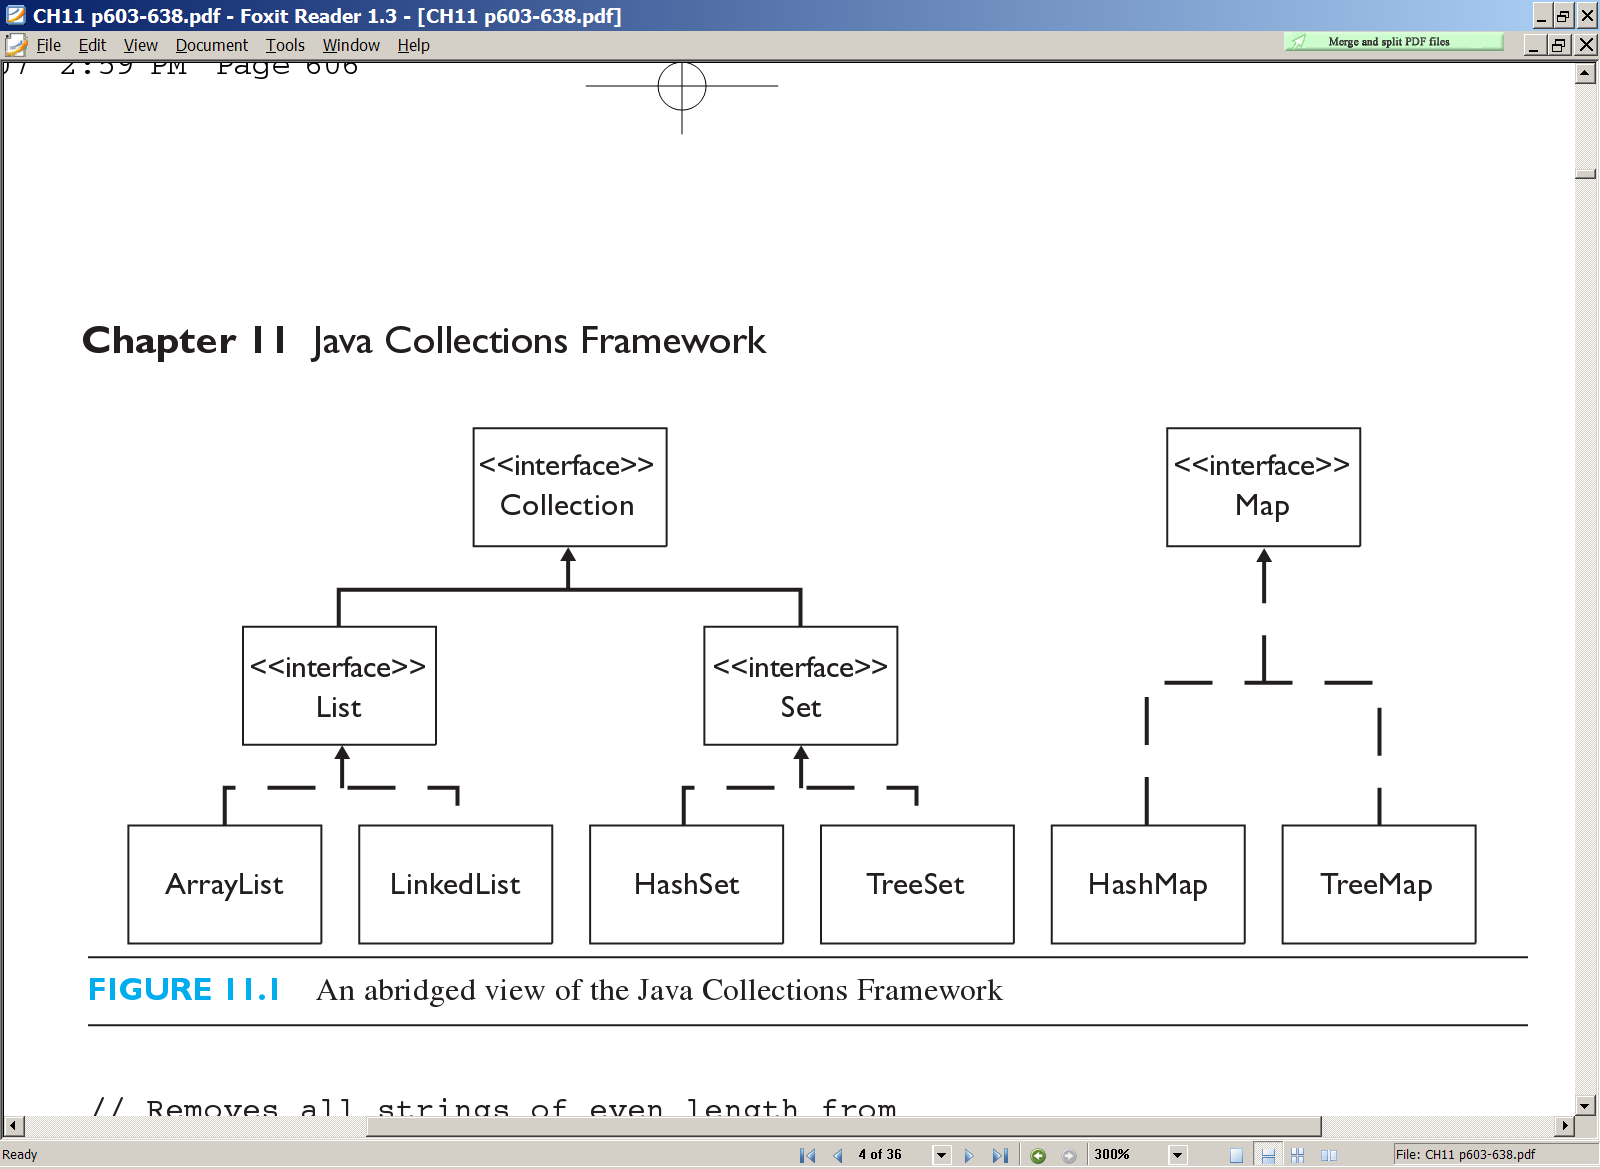 CH11 p603-638.pdf - Foxit Reader 1.3 - [CH11 p603-638.pdf]
File Edit View Document Tools Window Help
Merge and split PDF files
2:59 PM Page 606
Chapter 11 Java Collections Framework
<<interface>>
Collection
<<interface>>
Map
<<interface>>
List
<<interface>>
Set
ArrayList
LinkedList
HashSet
TreeSet
HashMap
TreeMap
FIGURE 11.1 An abridged view of the Java Collections Framework
// Removes all strings of even length from
Ready
4 of 36
300%
File: CH11 p603-638.pdf